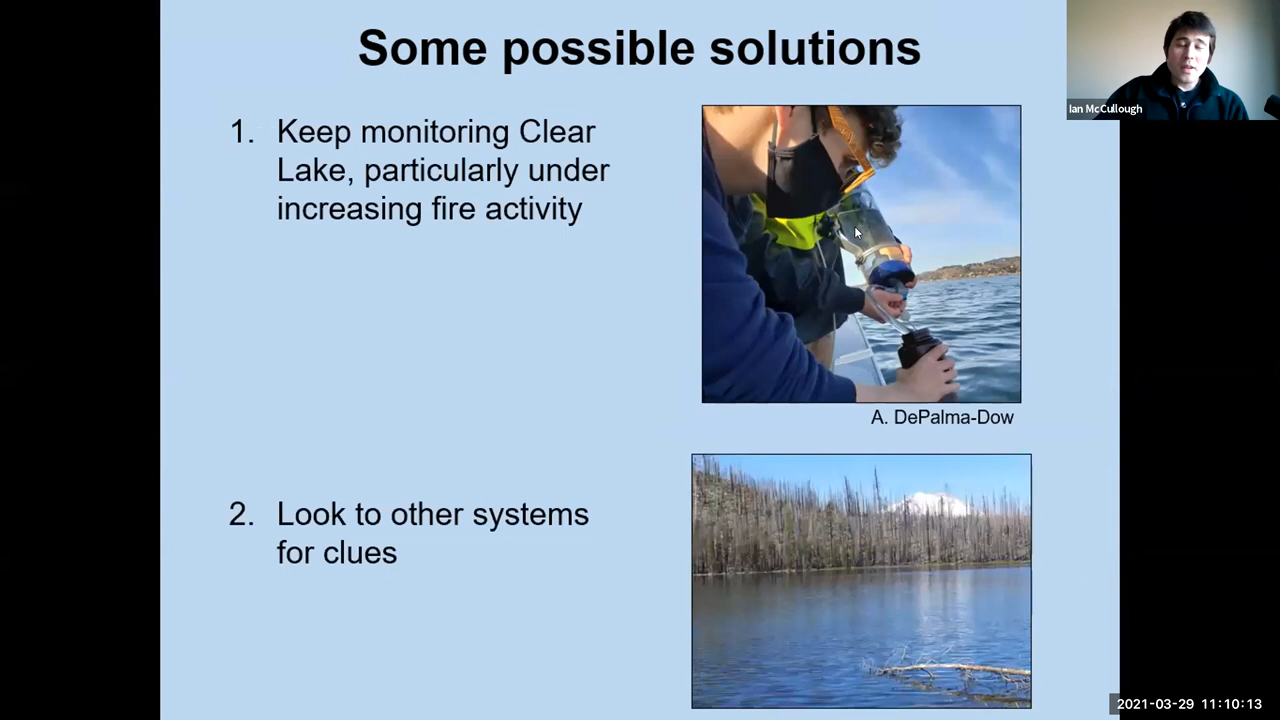 Some possible solutions
Ian McCullough
1. Keep monitoring Clear
Lake, particularly under
increasing fire activity
A. DePalma-Dow
2. Look to other systems
for clues
2021-03-29 11:10:13